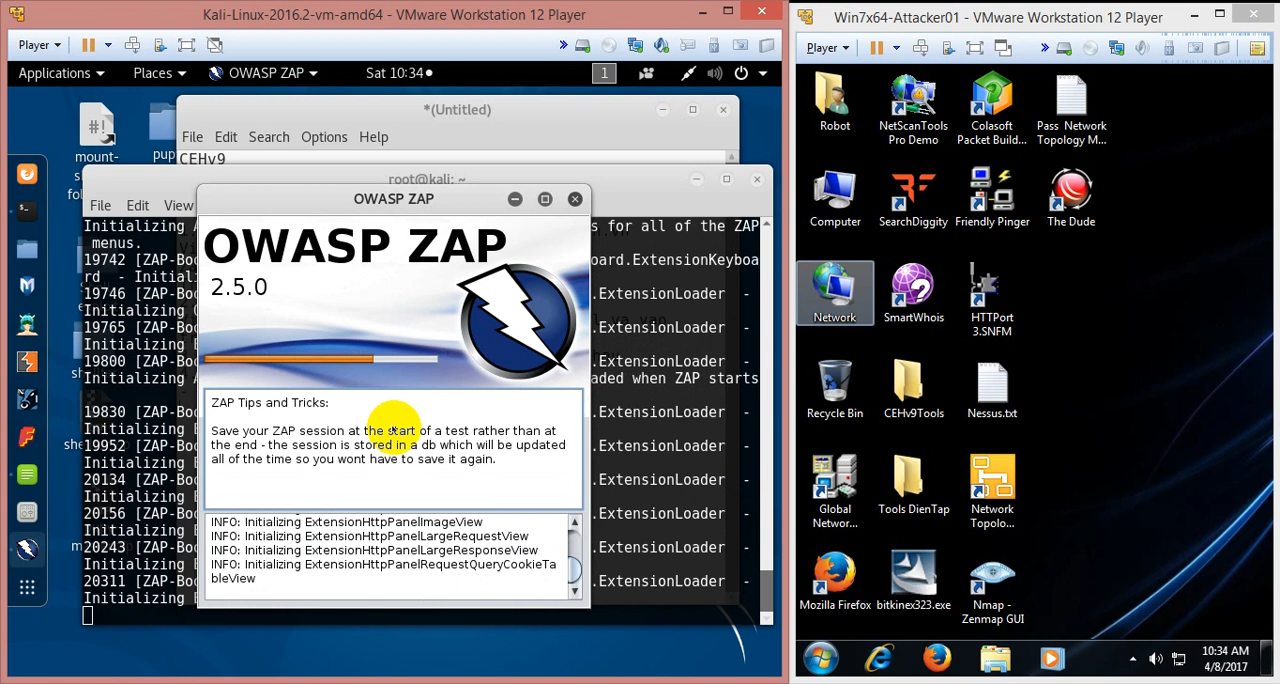 Kali-Linux-2016.2-vm-amd64 - VMware Workstation 12 Player
Player
Applications
Places
OWASP ZAP
Sat 10:34
1
mount-
*(Untitled)
File Edit Search Options Help
CEHv9
root@kali: ~
File Edit View
OWASP ZAP
OWASP ZAP
2.5.0
ZAP Tips and Tricks:
Save your ZAP session at the start of a test rather than at
the end - the session is stored in a db which will be updated
all of the time so you wont have to save it again.
INFO: Initializing ExtensionHttpPanelImageView
INFO: Initializing ExtensionHttpPanelLargeRequestView
INFO: Initializing ExtensionHttpPanelLargeResponseView
INFO: Initializing ExtensionHttpPanelRequestQueryCookieTa
bleView
Initializing
s for all of the ZAP
menus.
19742 [ZAP-Boo
oard.ExtensionKeyboa
rd - Initial
19746 [ZAP-Boo
.ExtensionLoader -
Initializing
19765 [ZAP-Boo
.ExtensionLoader -
Initializing
19800 [ZAP-Boo
.ExtensionLoader -
Initializing
aded when ZAP starts
19830 [ZAP-Boo
.ExtensionLoader -
Initializing
19952 [ZAP-Boo
.ExtensionLoader -
Initializing
20134 [ZAP-Boo
.ExtensionLoader -
Initializing
20156 [ZAP-Boo
.ExtensionLoader -
Initializing
20243 [ZAP-Boo
.ExtensionLoader -
Initializing
20311 [ZAP-Boo
.ExtensionLoader -
Initializing
Win7x64-Attacker01 - VMware Workstation 12 Player
Player
Robot
NetScanTools
Pro Demo
Colasoft
Packet Build...
Pass Network
Topology M...
Computer
SearchDiggity
Friendly Pinger
The Dude
Network
SmartWhois
HTTPort
3.SNFM
Recycle Bin
CEHv9Tools
Nessus.txt
Global
Networ...
Tools DienTap
Network
Topolo...
Mozilla Firefox
bitkinex323.exe
Nmap -
Zenmap GUI
10:34 AM
4/8/2017